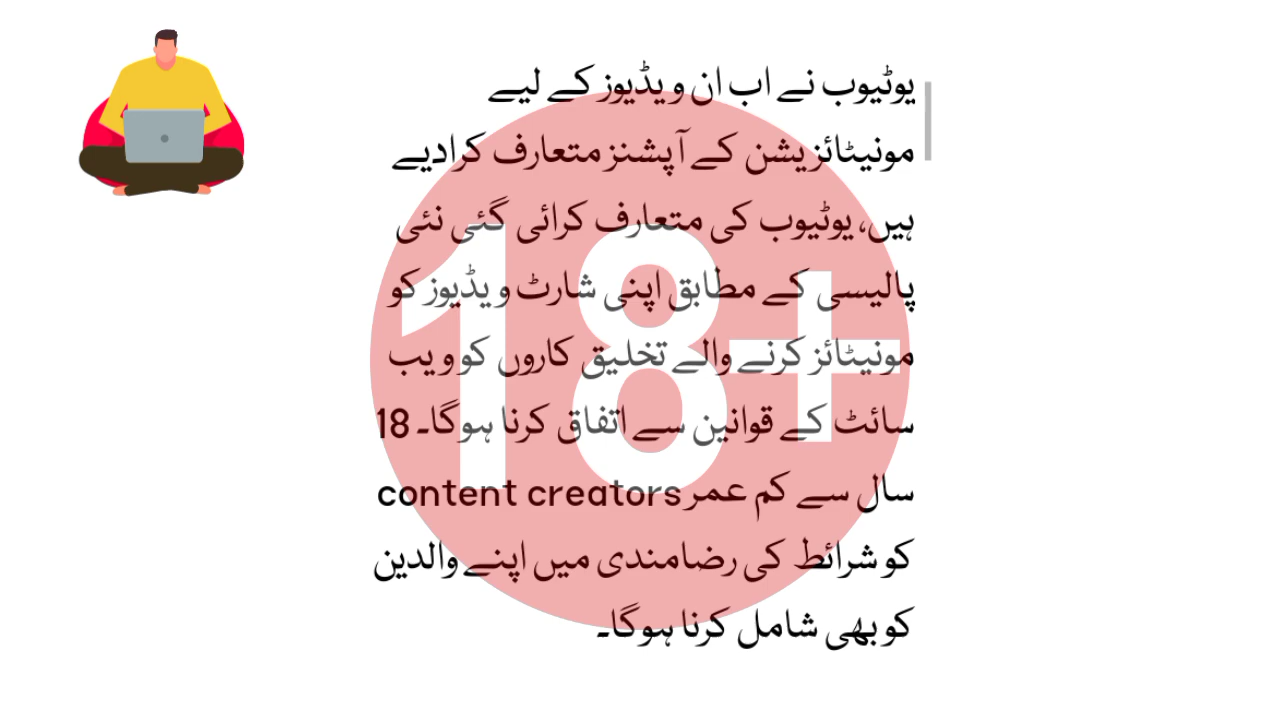 یوٹیوب نے اب ان ویڈیوز کے لیے
مونیٹائزیشن کے آپشنز متعارف کرادیے
ہیں، یوٹیوب کی متعارف کرائی گئی نئی
پالیسی کے مطابق اپنی شارٹ ویڈیوز کو
مونیٹائز کرنے والے تخلیق کاروں کو ویب
سائٹ کے قوانین سے اتفاق کرنا ہوگا۔ 18
سال سے کم عمر content creators
کو شرائط کی رضامندی میں اپنے والدین
کو بھی شامل کرنا ہوگا۔
18+